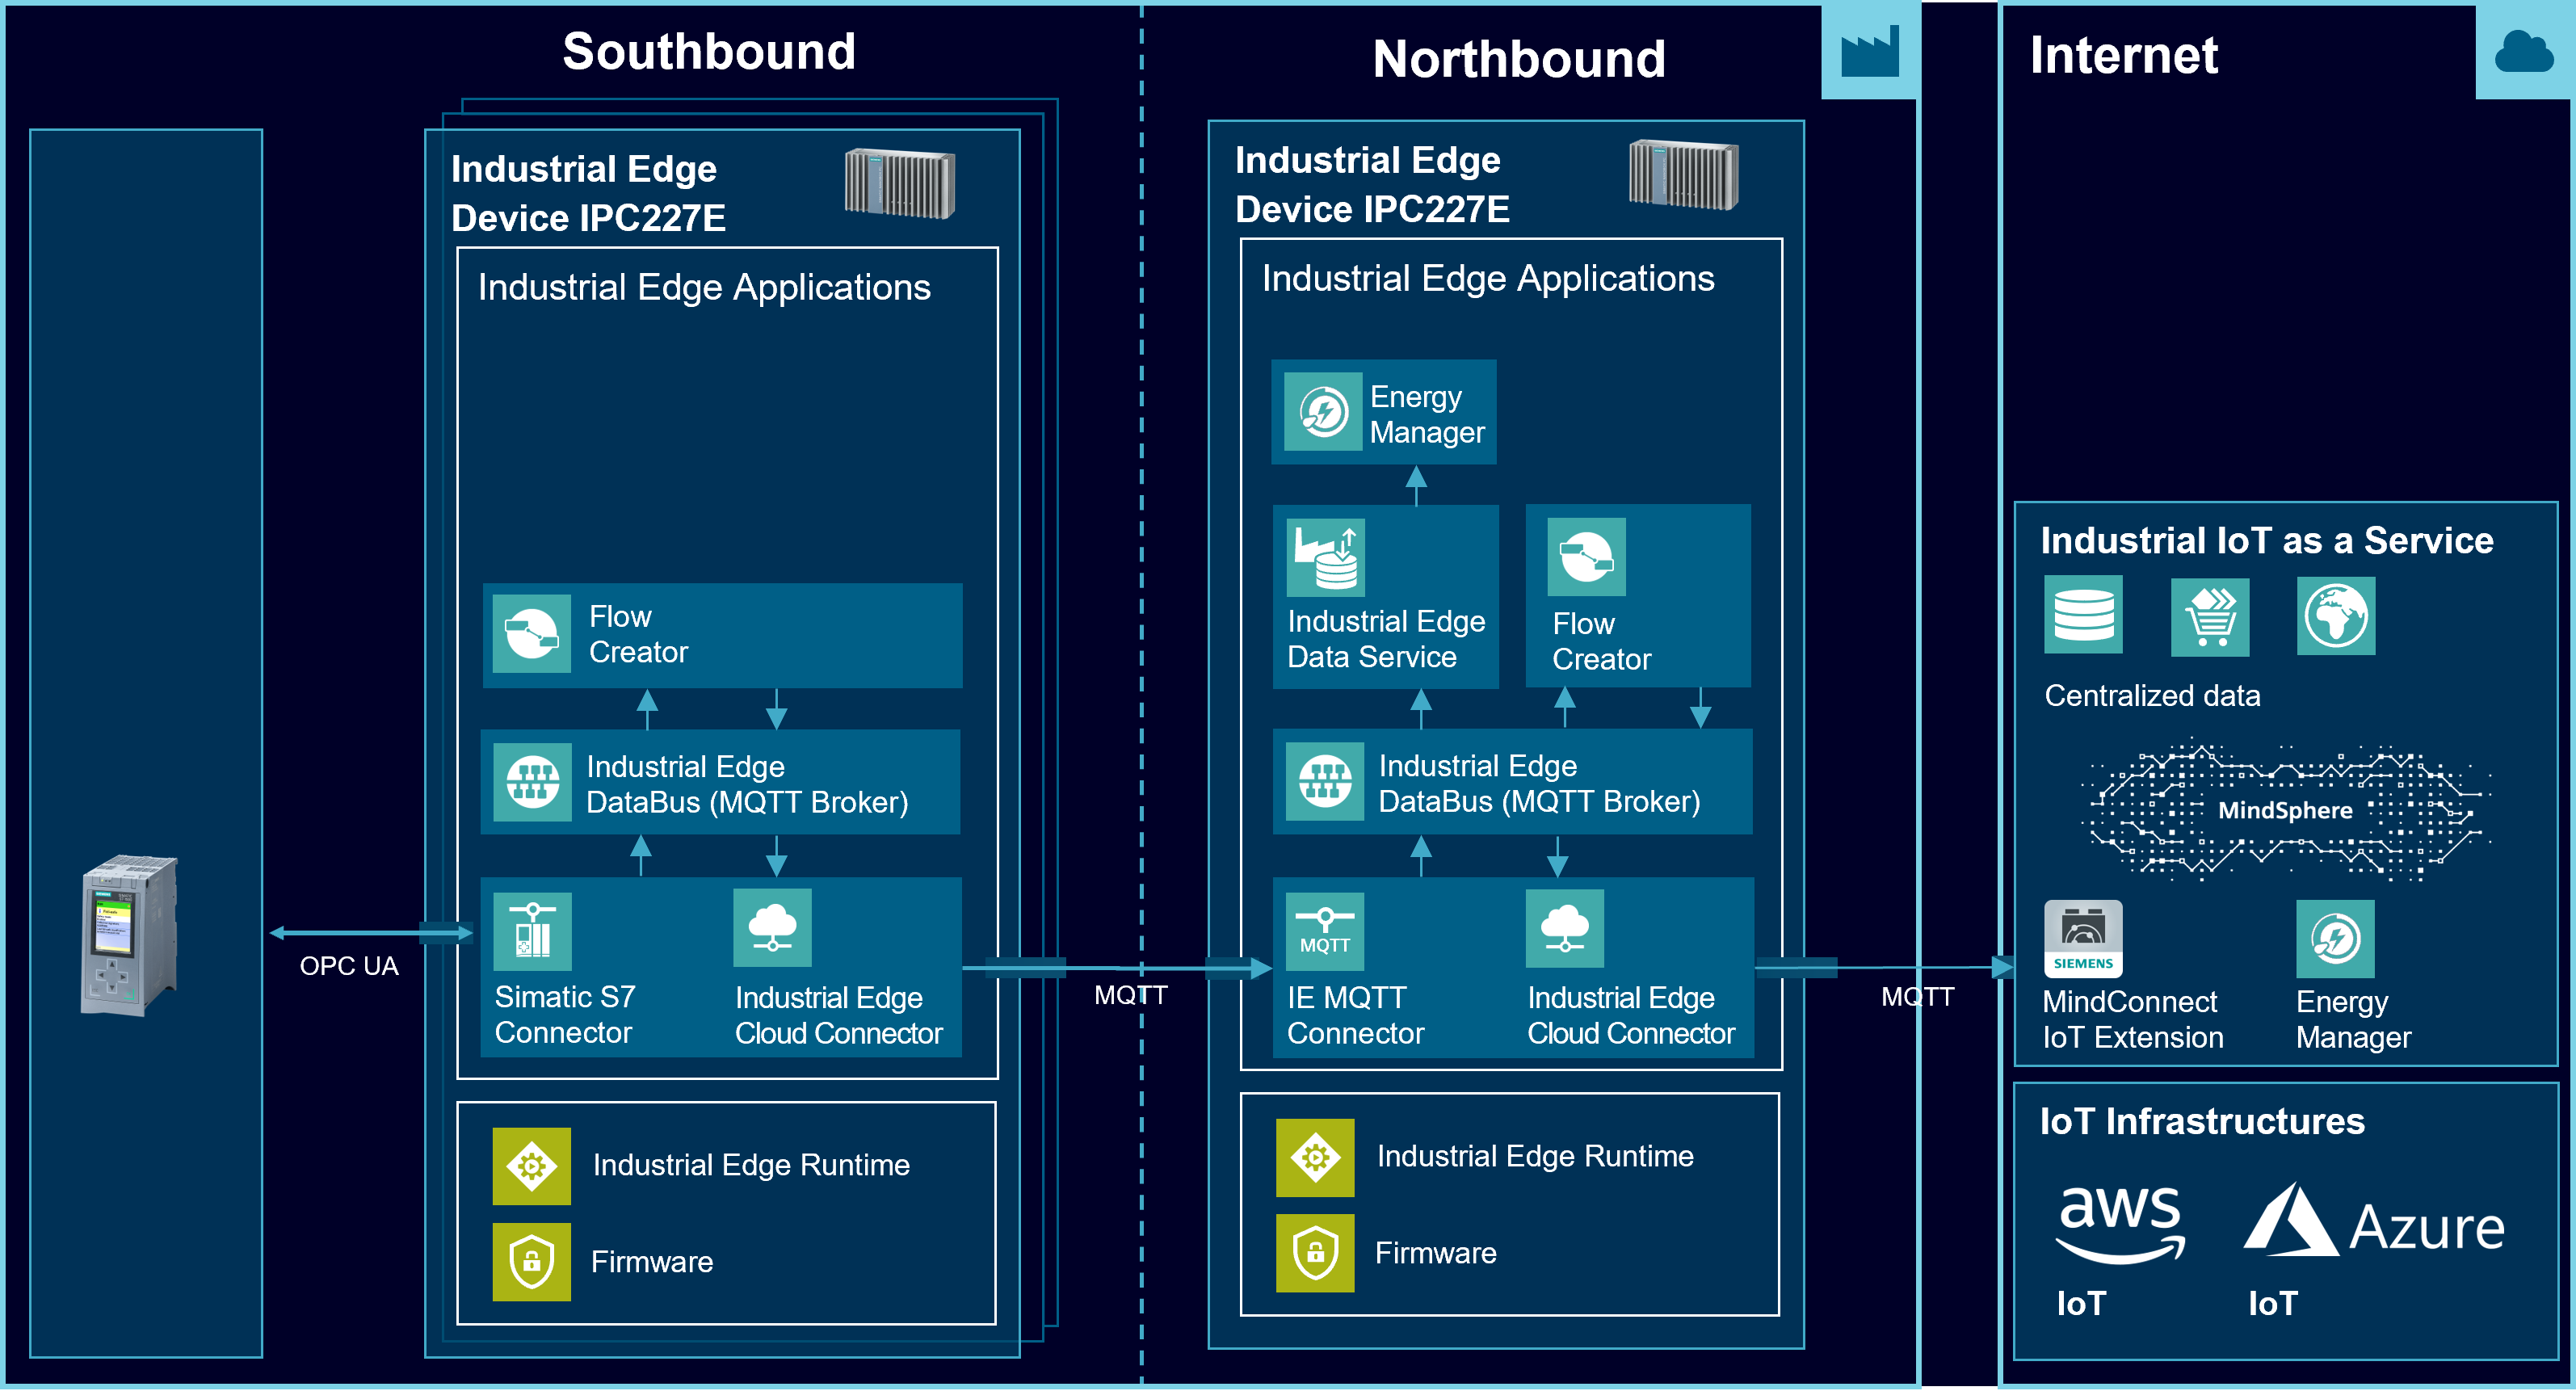 Southbound
Northbound
Internet
Industrial Edge
Device IPC227E
Industrial Edge Applications
Flow
Creator
Industrial Edge
DataBus (MQTT Broker)
Simatic S7
Connector
Industrial Edge
Cloud Connector
OPC UA
Industrial Edge Runtime
Firmware
MQTT
Industrial Edge
Device IPC227E
Industrial Edge Applications
Energy
Manager
Industrial Edge
Data Service
Flow
Creator
Industrial Edge
DataBus (MQTT Broker)
MQTT
IE MQTT
Connector
Industrial Edge
Cloud Connector
Industrial Edge Runtime
Firmware
MQTT
Industrial IoT as a Service
Centralized data
MindSphere
SIEMENS
MindConnect
IoT Extension
Energy
Manager
IoT Infrastructures
aws
IoT
Azure
IoT